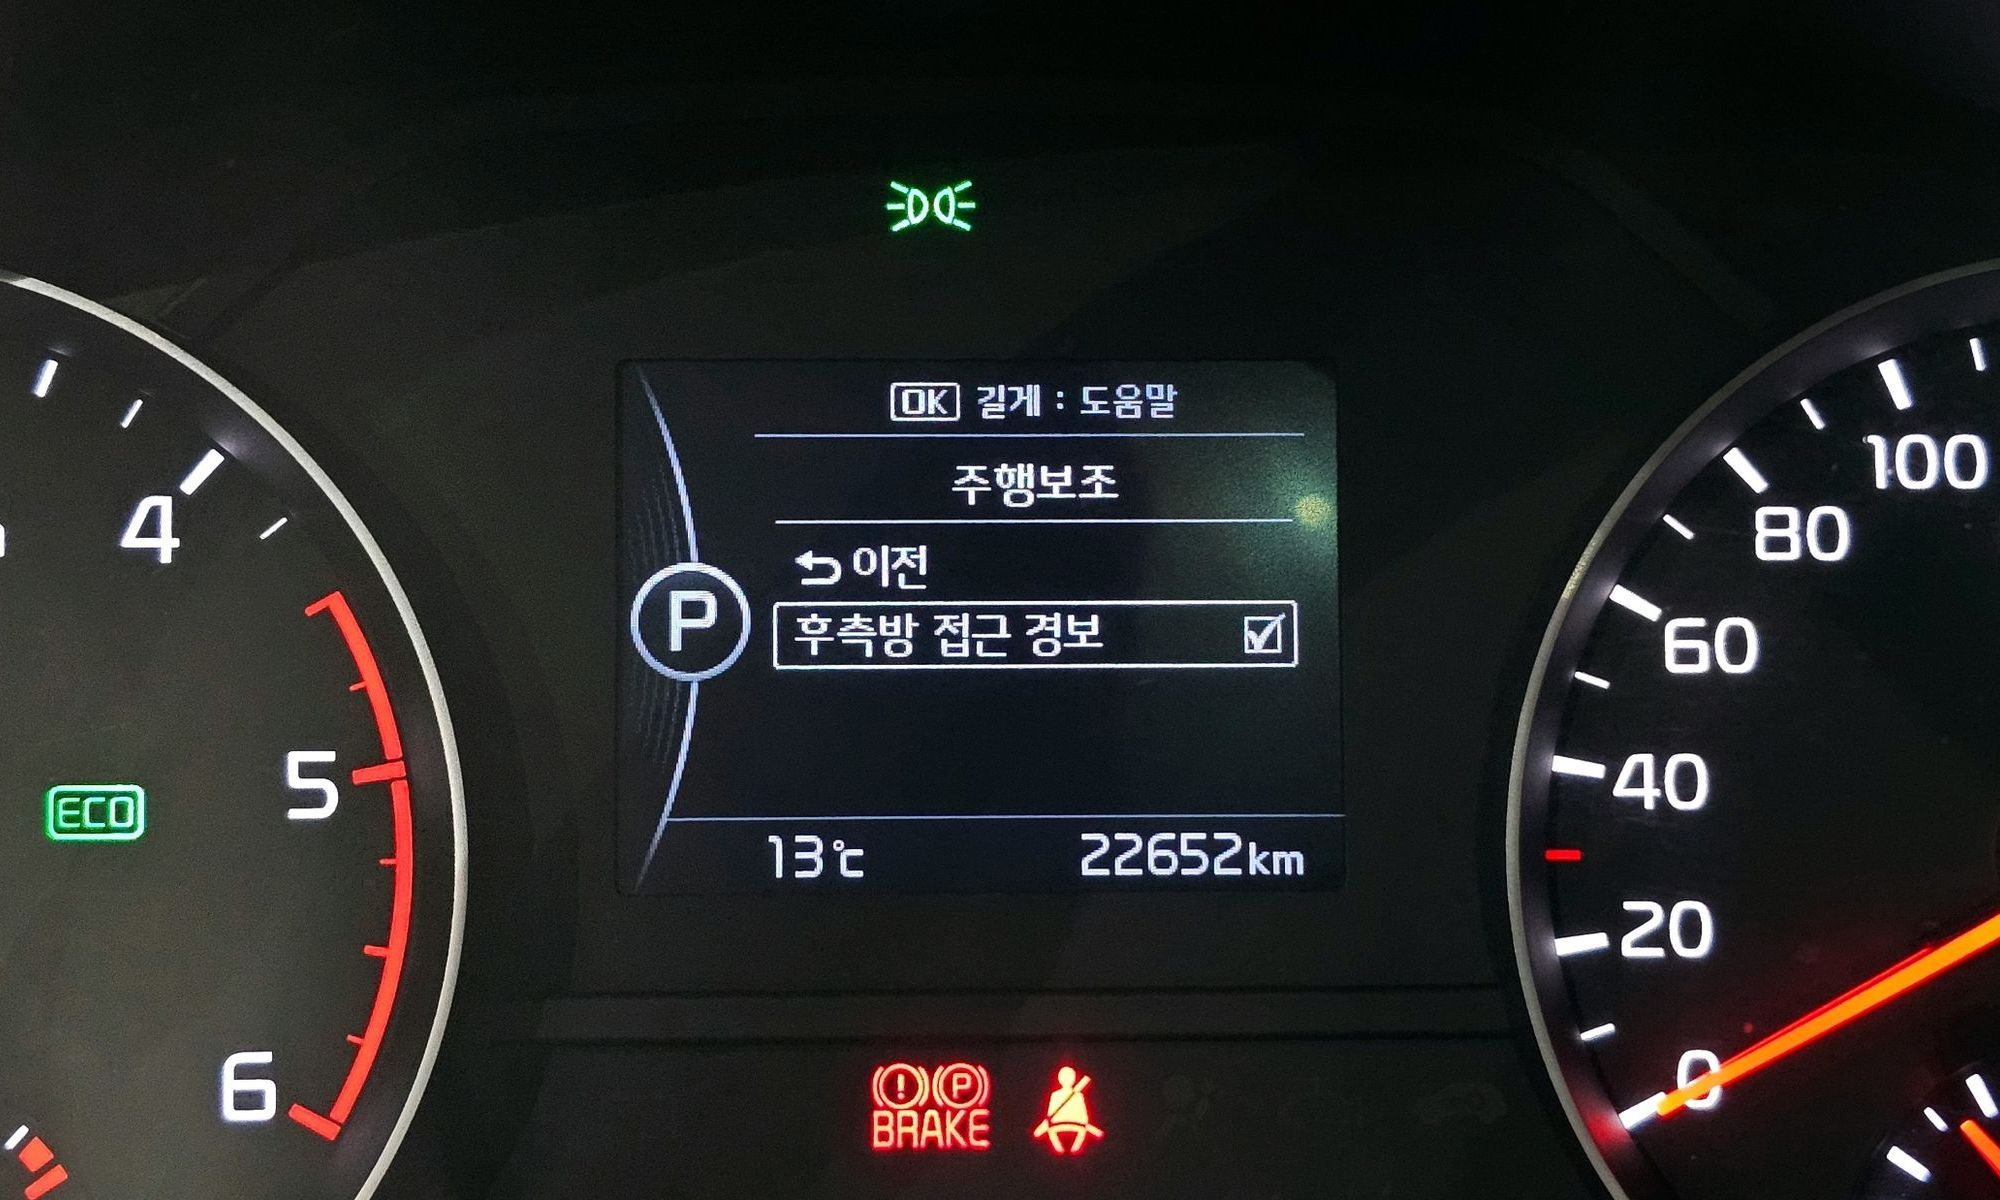 OK 길게 : 도움말
주행보조
이전
P
후측방 접근 경보
13℃
22652km
4
5
6
ECO
100
80
60
40
20
0
! P
BRAKE